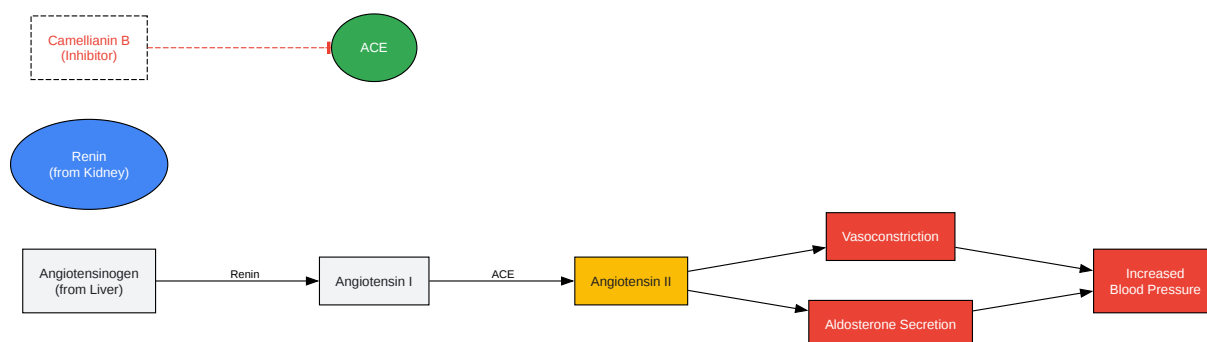 Camellianin B
(Inhibitor)
ACE
Renin
(from Kidney)
Angiotensinogen
(from Liver)
Renin
Angiotensin I
ACE
Angiotensin II
Vasoconstriction
Aldosterone Secretion
Increased
Blood Pressure